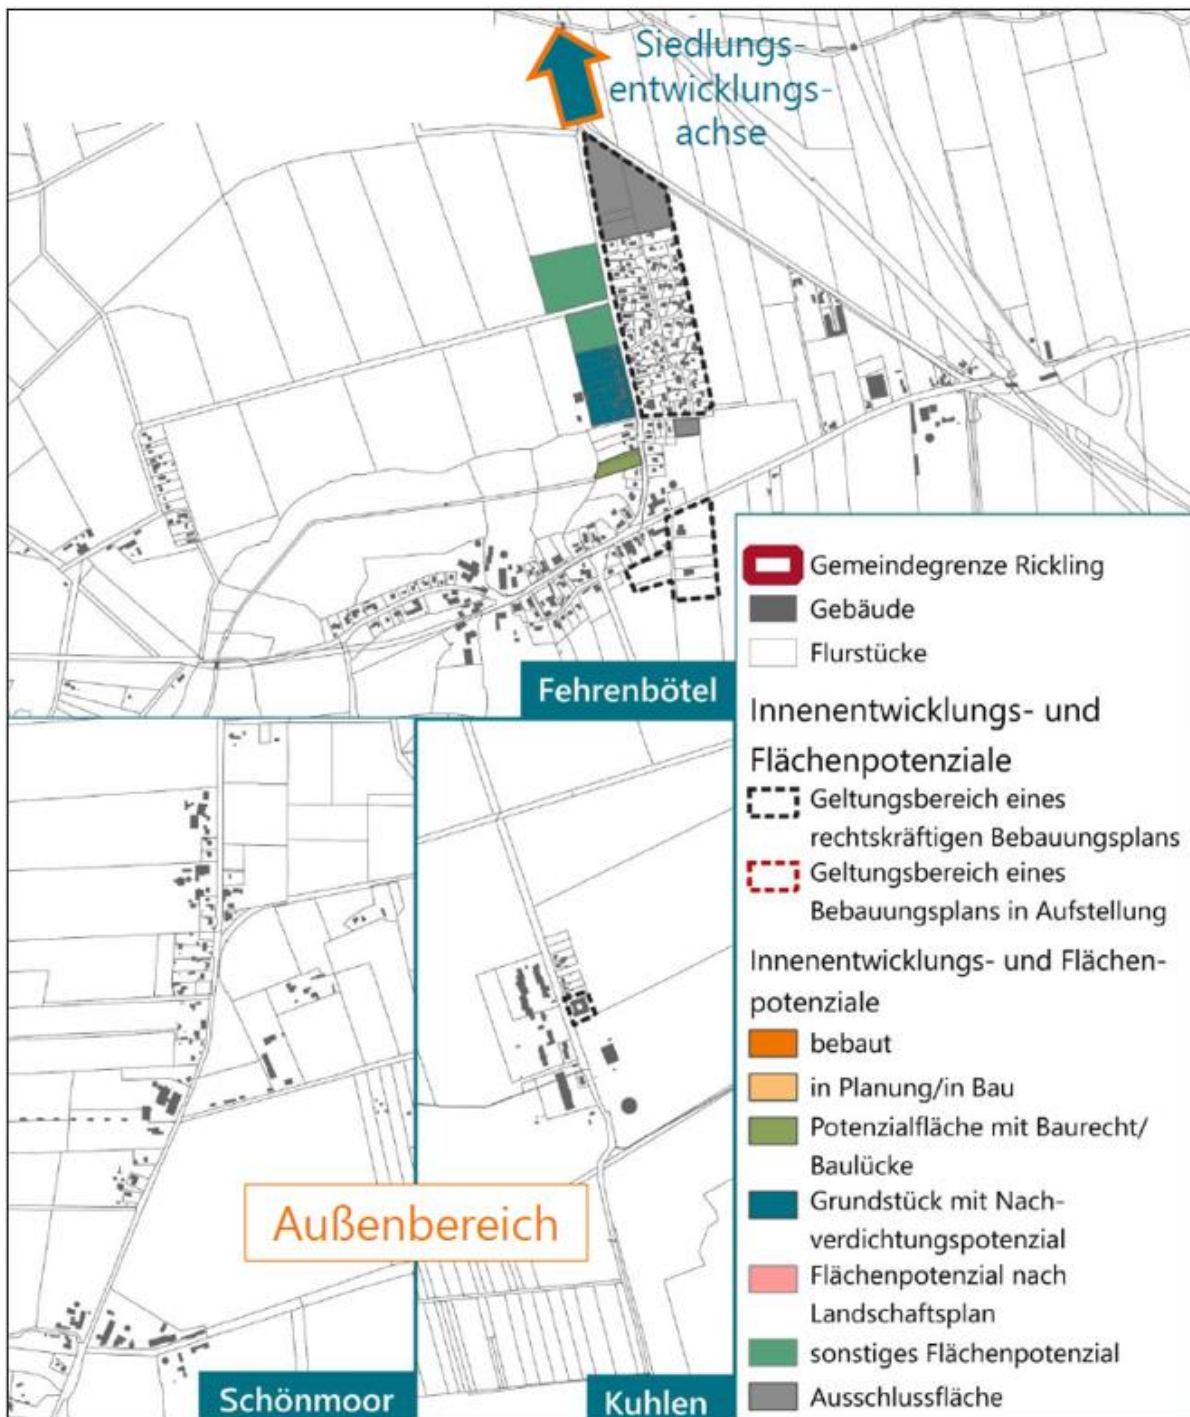 Siedlungs-
entwicklungs-
achse
Fehrenbötel
Gemeindegrenze Rickling
Gebäude
Flurstücke
Innenentwicklungs- und
Flächenpotenziale
Geltungsbereich eines
rechtskräftigen Bebauungsplans
Geltungsbereich eines
Bebauungsplans in Aufstellung
Innenentwicklungs- und Flächen-
potenziale
bebaut
in Planung/in Bau
Potenzialfläche mit Baurecht/
Baulücke
Grundstück mit Nach-
verdichtungspotenzial
Flächenpotenzial nach
Landschaftsplan
sonstiges Flächenpotenzial
Ausschlussfläche
Außenbereich
Schönmoor
Kuhlen